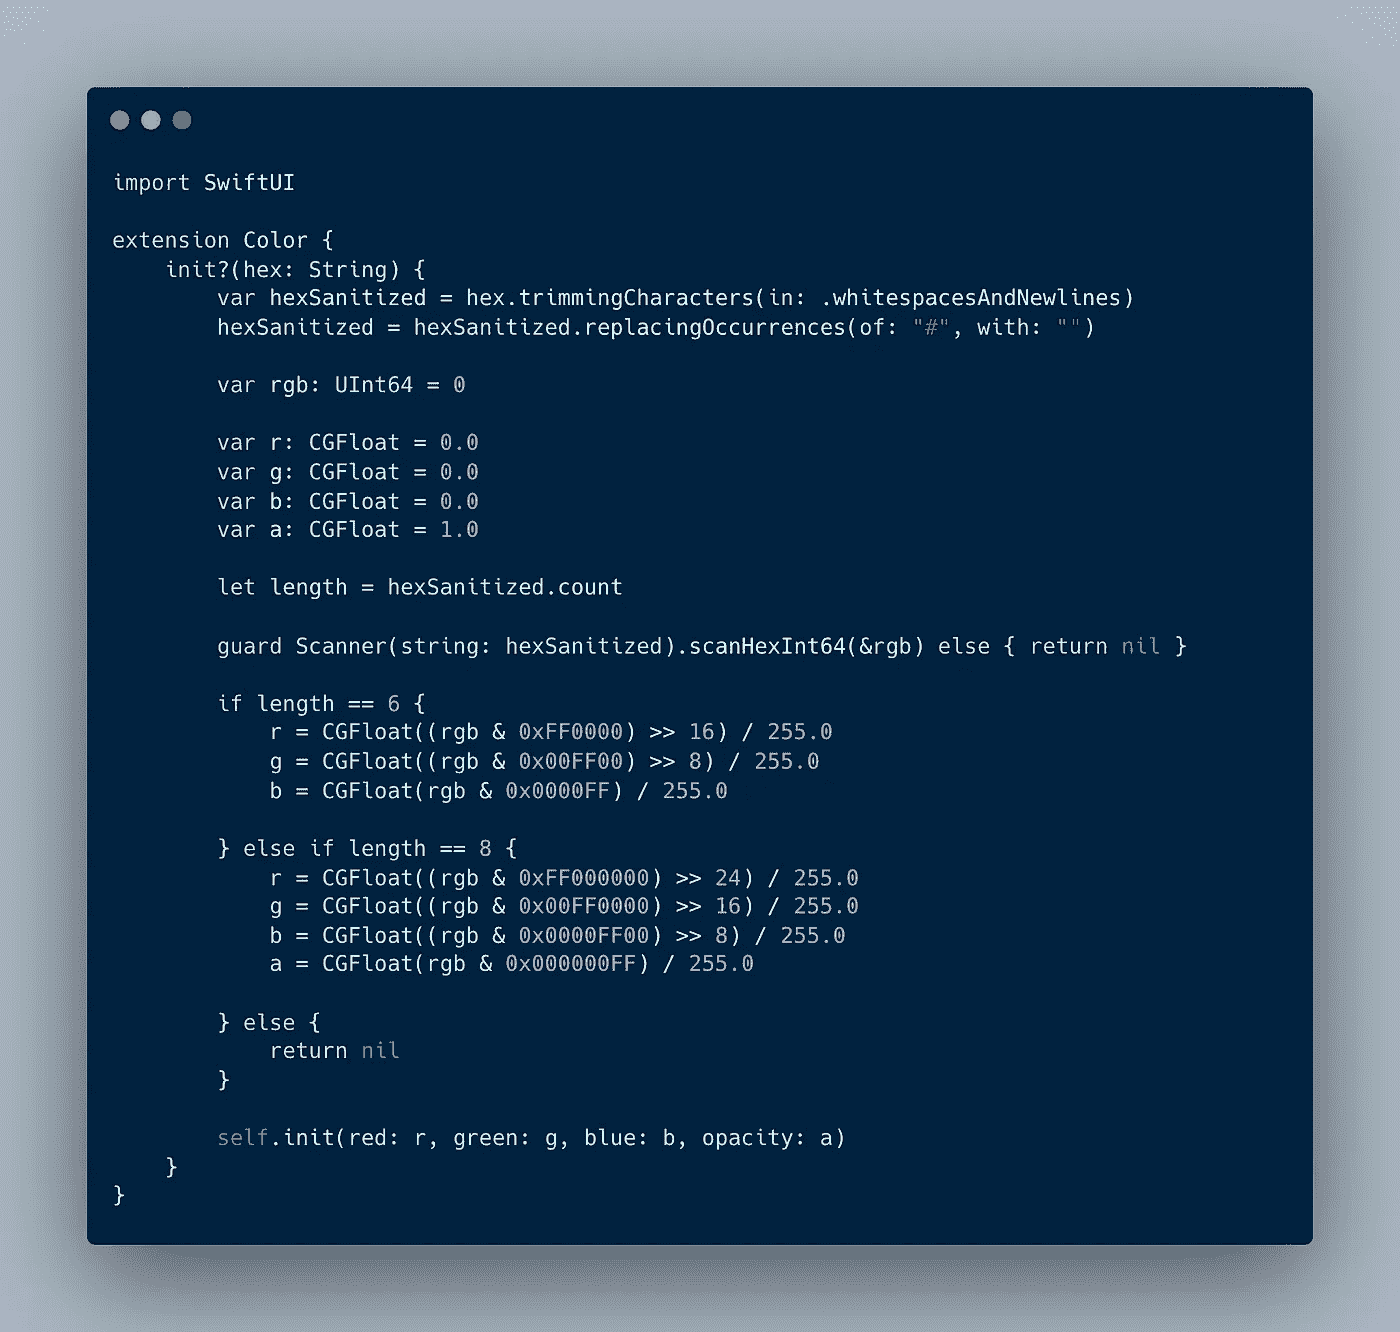 import SwiftUI
extension Color {
    init?(hex: String) {
        var hexSanitized = hex.trimmingCharacters(in: .whitespacesAndNewlines)
        hexSanitized = hexSanitized.replacingOccurrences(of: "#", with: "")
        var rgb: UInt64 = 0
        var r: CGFloat = 0.0
        var g: CGFloat = 0.0
        var b: CGFloat = 0.0
        var a: CGFloat = 1.0
        let length = hexSanitized.count
        guard Scanner(string: hexSanitized).scanHexInt64(&rgb) else { return nil }
        if length == 6 {
            r = CGFloat((rgb & 0xFF0000) >> 16) / 255.0
            g = CGFloat((rgb & 0x00FF00) >> 8) / 255.0
            b = CGFloat(rgb & 0x0000FF) / 255.0
        } else if length == 8 {
            r = CGFloat((rgb & 0xFF000000) >> 24) / 255.0
            g = CGFloat((rgb & 0x00FF0000) >> 16) / 255.0
            b = CGFloat((rgb & 0x0000FF00) >> 8) / 255.0
            a = CGFloat(rgb & 0x000000FF) / 255.0
        } else {
            return nil
        }
        self.init(red: r, green: g, blue: b, opacity: a)
    }
}